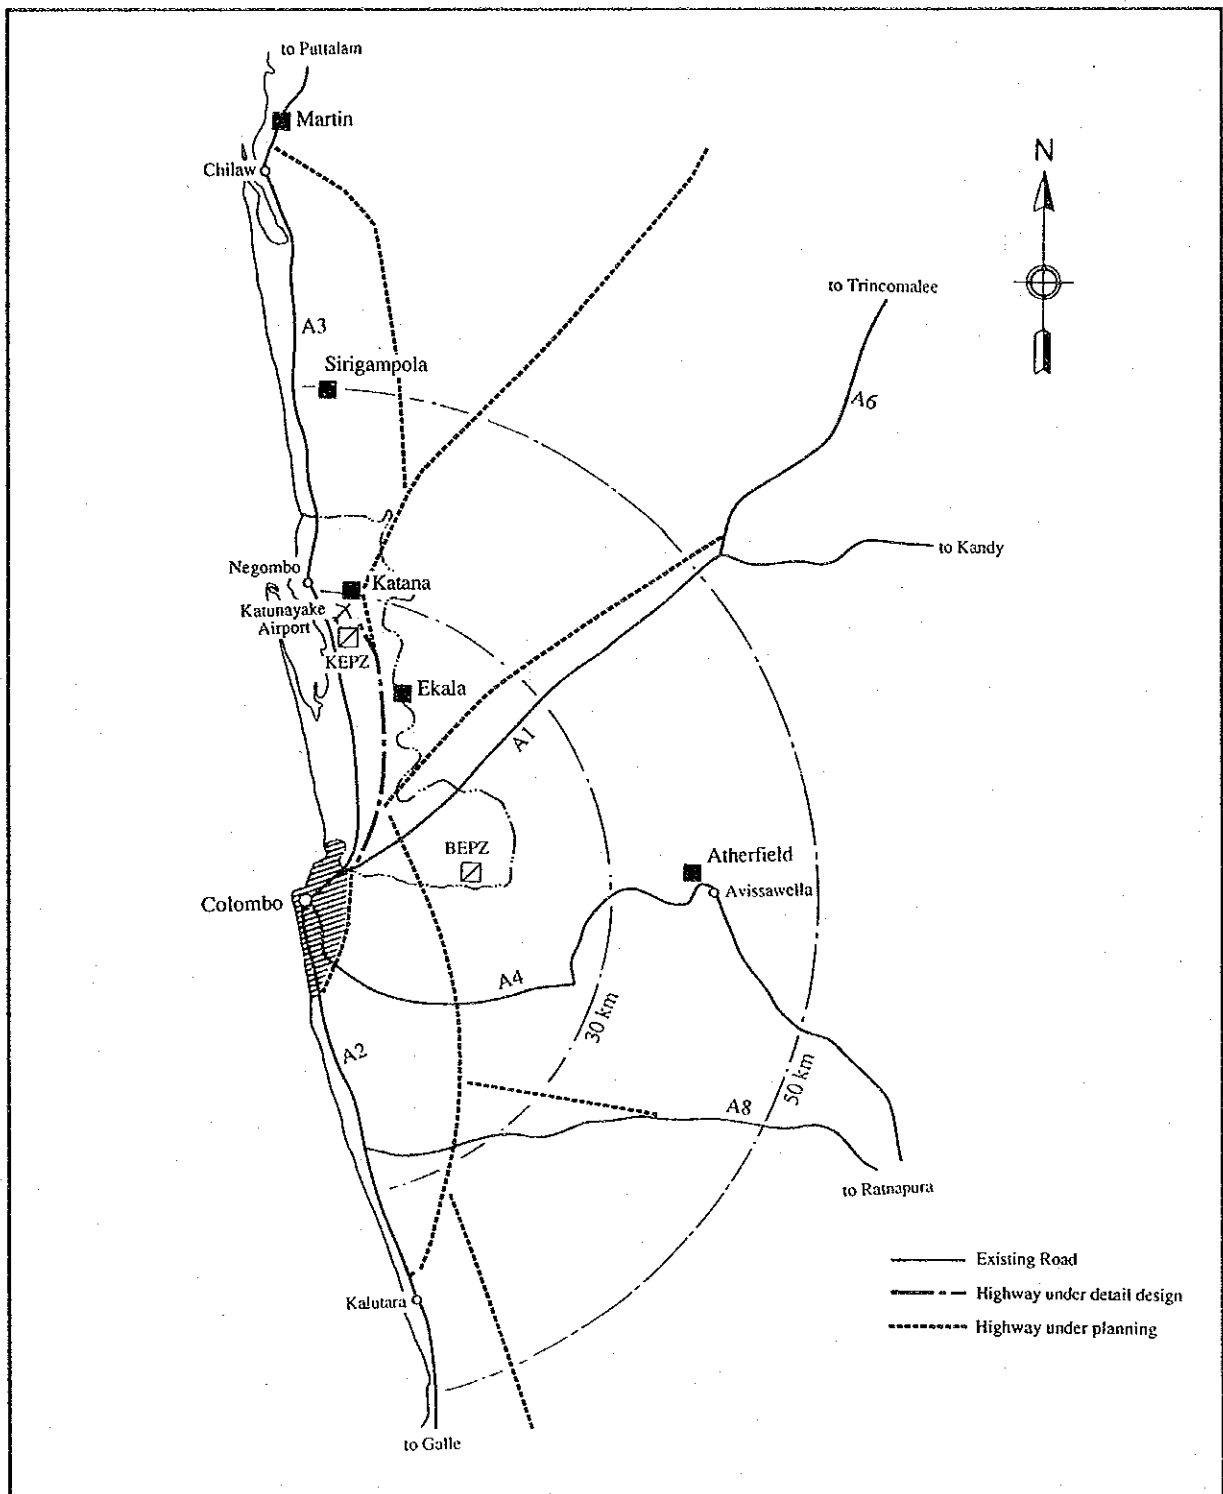 to Puttalam
Martin
Chilaw
N
to Trincomalee
A3
Sirigampola
A6
to Kandy
Negombo
Katana
Katunayake
Airport
KEPZ
Ekala
A1
BEPZ
Atherfield
Avissawella
Colombo
A4
30 km
A2
50 km
A8
to Ratnapura
Existing Road
Highway under detail design
Highway under planning
Kalutara
to Galle